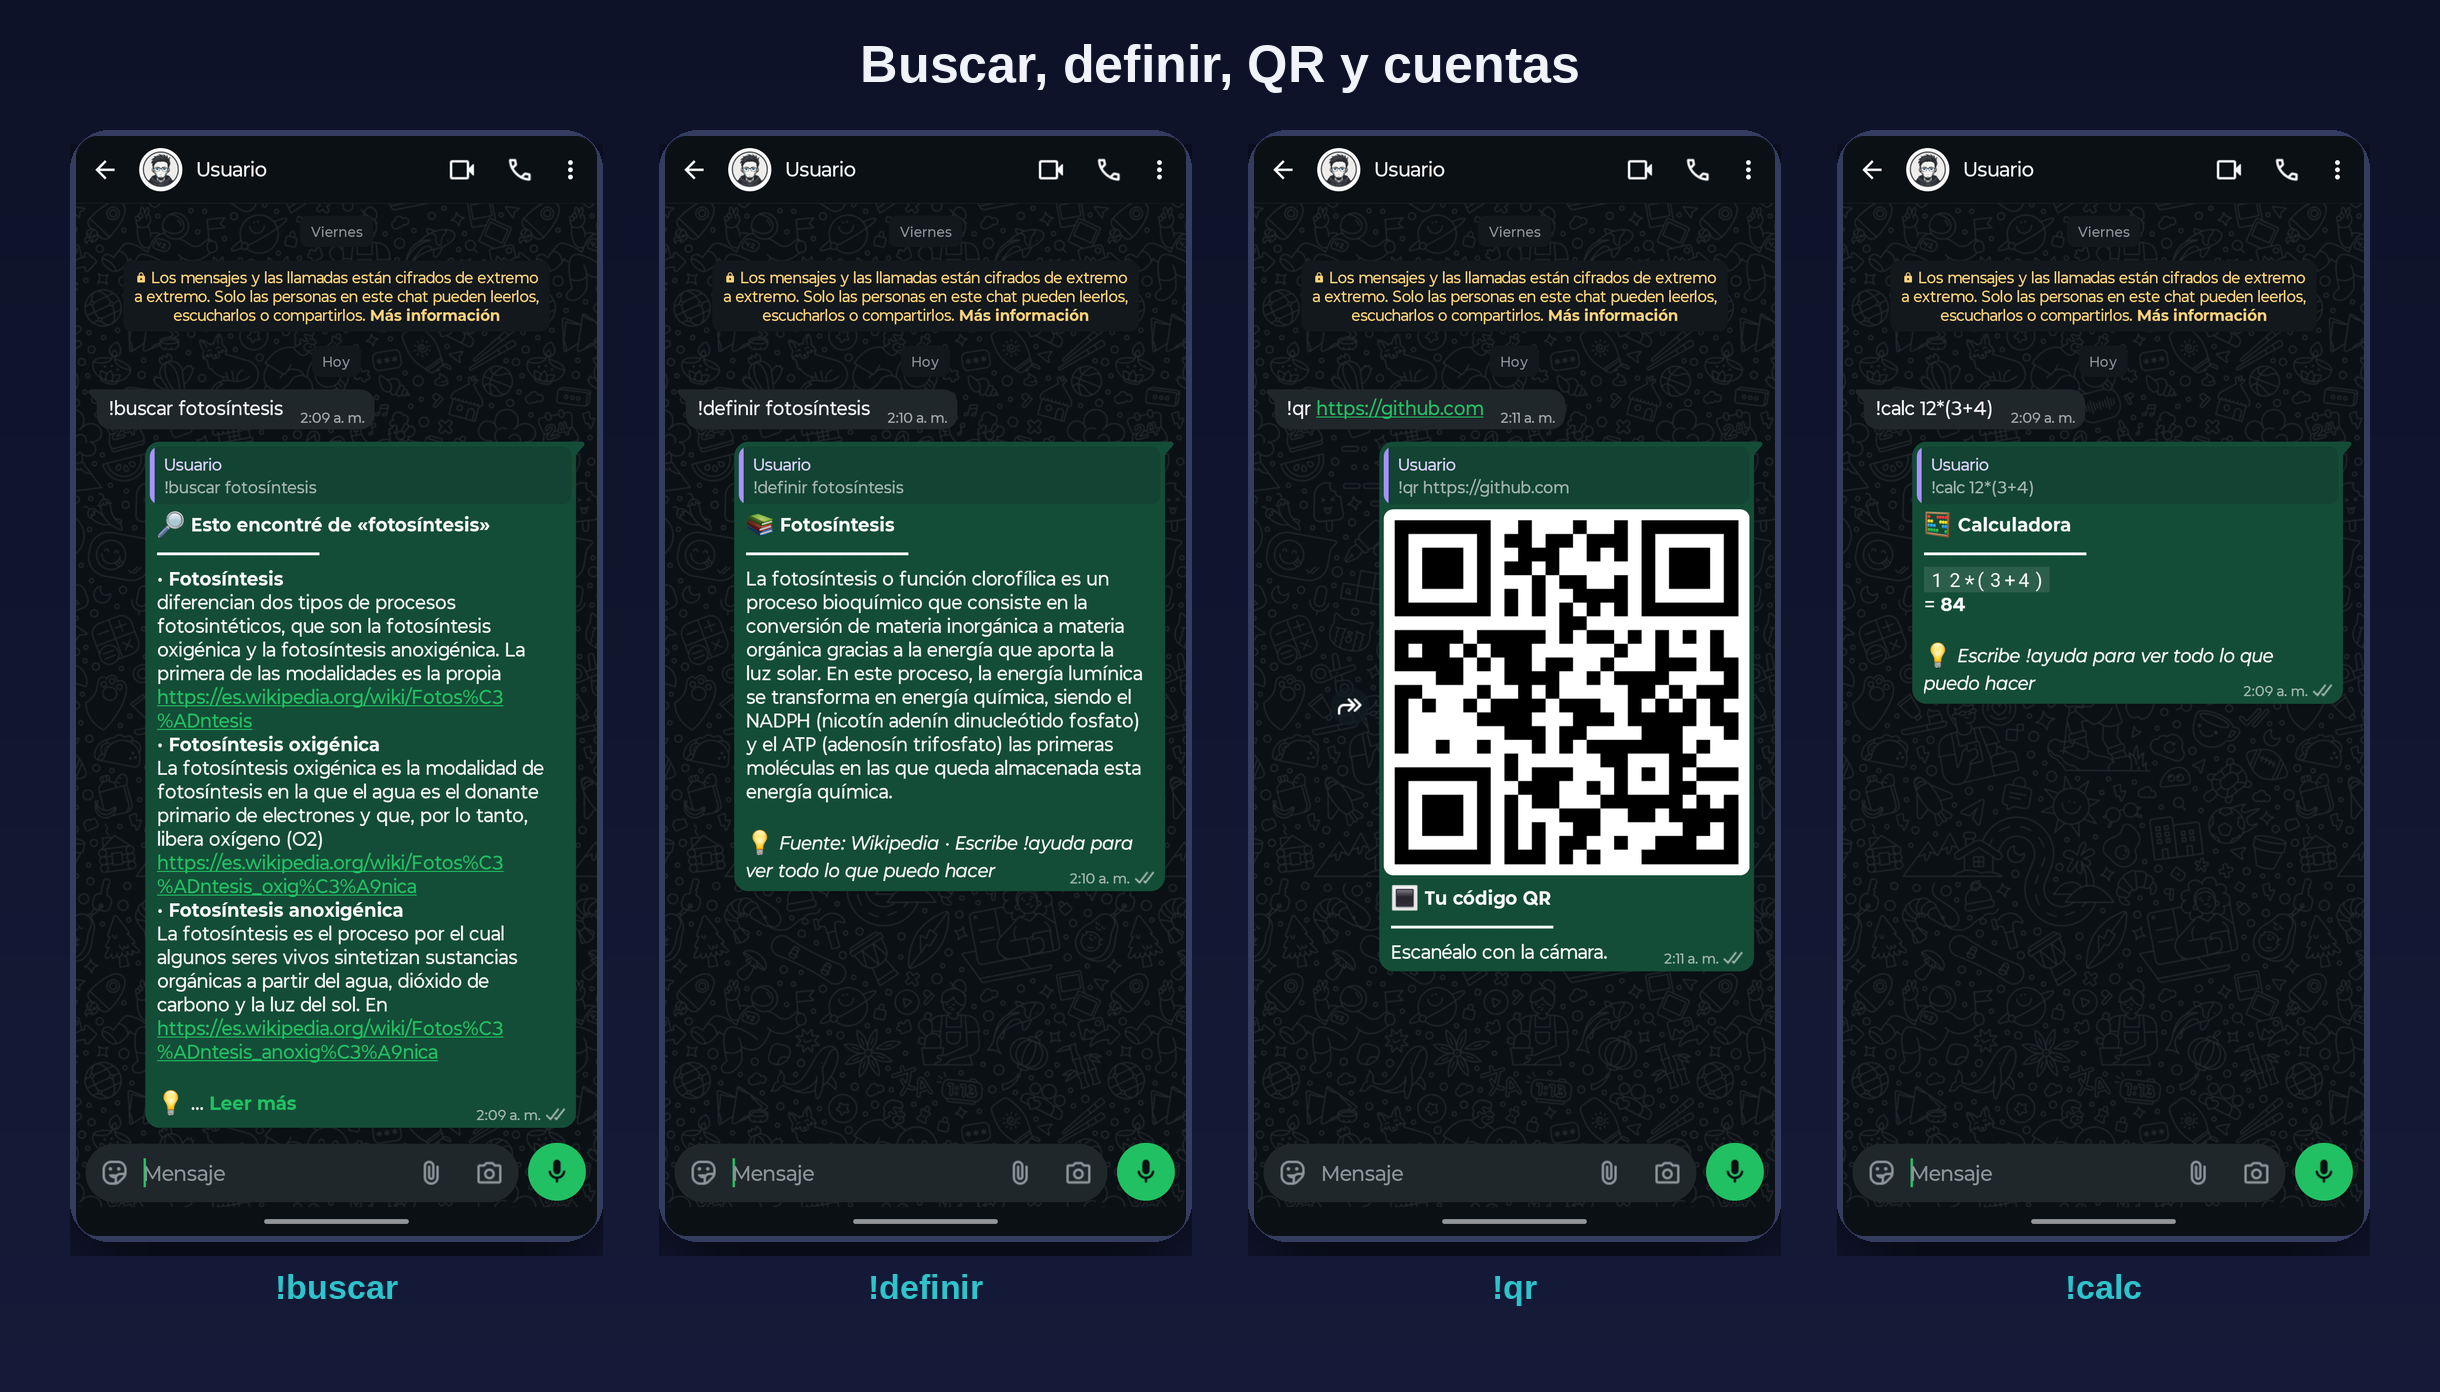 Buscar, definir, QR y cuentas
Usuario
Viernes
Los mensajes y las llamadas están cifrados de extremo
a extremo. Solo las personas en este chat pueden leerlos,
escucharlos o compartirlos. Más información
Hoy
!buscar fotosíntesis 2:09 a. m.
Usuario
!buscar fotosíntesis
Esto encontré de «fotosíntesis»
• Fotosíntesis
diferencian dos tipos de procesos
fotosintéticos, que son la fotosíntesis
oxigénica y la fotosíntesis anoxigénica. La
primera de las modalidades es la propia
https://es.wikipedia.org/wiki/Fotos%C3
%ADntesis
• Fotosíntesis oxigénica
La fotosíntesis oxigénica es la modalidad de
fotosíntesis en la que el agua es el donante
primario de electrones y que, por lo tanto,
libera oxígeno (O2)
https://es.wikipedia.org/wiki/Fotos%C3
%ADntesis_oxig%C3%A9nica
• Fotosíntesis anoxigénica
La fotosíntesis es el proceso por el cual
algunos seres vivos sintetizan sustancias
orgánicas a partir del agua, dióxido de
carbono y la luz del sol. En
https://es.wikipedia.org/wiki/Fotos%C3
%ADntesis_anoxig%C3%A9nica
... Leer más
2:09 a. m.
Mensaje
!buscar
Usuario
Viernes
Los mensajes y las llamadas están cifrados de extremo
a extremo. Solo las personas en este chat pueden leerlos,
escucharlos o compartirlos. Más información
Hoy
!definir fotosíntesis 2:10 a. m.
Usuario
!definir fotosíntesis
Fotosíntesis
La fotosíntesis o función clorofílica es un
proceso bioquímico que consiste en la
conversión de materia inorgánica a materia
orgánica gracias a la energía que aporta la
luz solar. En este proceso, la energía lumínica
se transforma en energía química, siendo el
NADPH (nicotín adenín dinucleótido fosfato)
y el ATP (adenosín trifosfato) las primeras
moléculas en las que queda almacenada esta
energía química.
Fuente: Wikipedia · Escribe !ayuda para
ver todo lo que puedo hacer
2:10 a. m.
Mensaje
!definir
Usuario
Viernes
Los mensajes y las llamadas están cifrados de extremo
a extremo. Solo las personas en este chat pueden leerlos,
escucharlos o compartirlos. Más información
Hoy
!qr https://github.com 2:11 a. m.
Usuario
!qr https://github.com
Tu código QR
Escanéalo con la cámara.
2:11 a. m.
Mensaje
!qr
Usuario
Viernes
Los mensajes y las llamadas están cifrados de extremo
a extremo. Solo las personas en este chat pueden leerlos,
escucharlos o compartirlos. Más información
Hoy
!calc 12*(3+4) 2:09 a. m.
Usuario
!calc 12*(3+4)
Calculadora
12*(3+4)
= 84
Escribe !ayuda para ver todo lo que
puedo hacer
2:09 a. m.
Mensaje
!calc